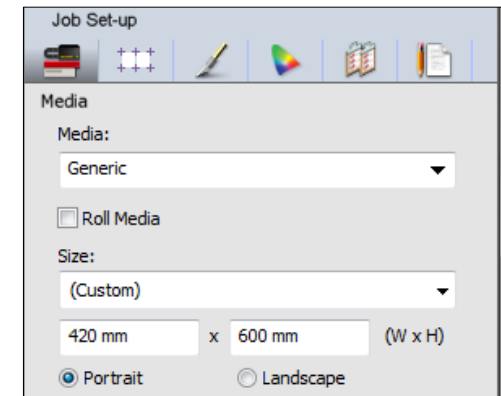 Job Set-up
Media
Media:
Generic
Roll Media
Size:
(Custom)
420 mm x 600 mm (W x H)
Portrait Landscape